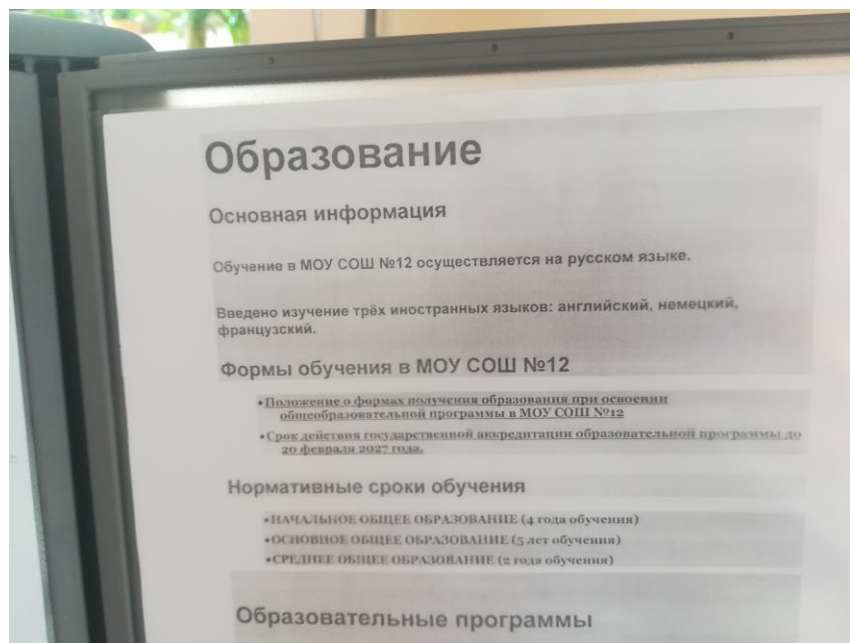 Образование
Основная информация
Обучение в МОУ СОШ №12 осуществляется на русском языке.
Введено изучение трёх иностранных языков: английский, немецкий,
французский.
Формы обучения в МОУ СОШ №12
•Положение о формах получения образования при освоении
общеобразовательной программы в МОУ СОШ №12
•Срок действия государственной аккредитации образовательной программы до
20 февраля 2027 года.
Нормативные сроки обучения
•НАЧАЛЬНОЕ ОБЩЕЕ ОБРАЗОВАНИЕ (4 года обучения)
•ОСНОВНОЕ ОБЩЕЕ ОБРАЗОВАНИЕ (5 лет обучения)
•СРЕДНЕЕ ОБЩЕЕ ОБРАЗОВАНИЕ (2 года обучения)
Образовательные программы